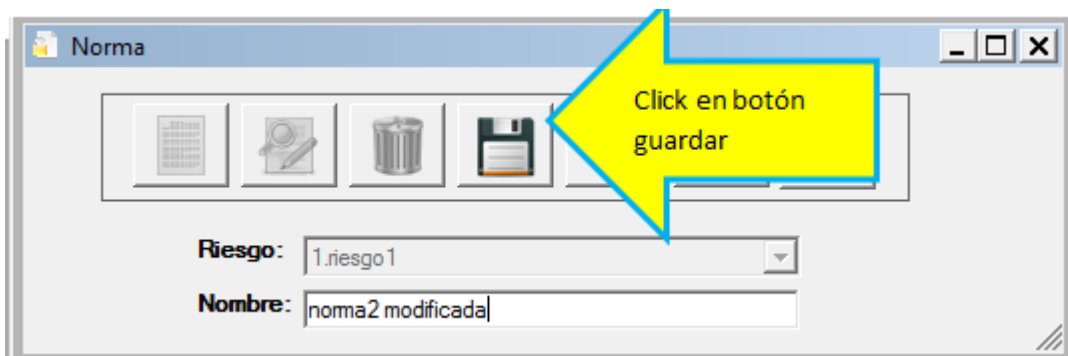 Norma
Click en botón
guardar
Riesgo: 1.riesgo1
Nombre: norma2 modificada